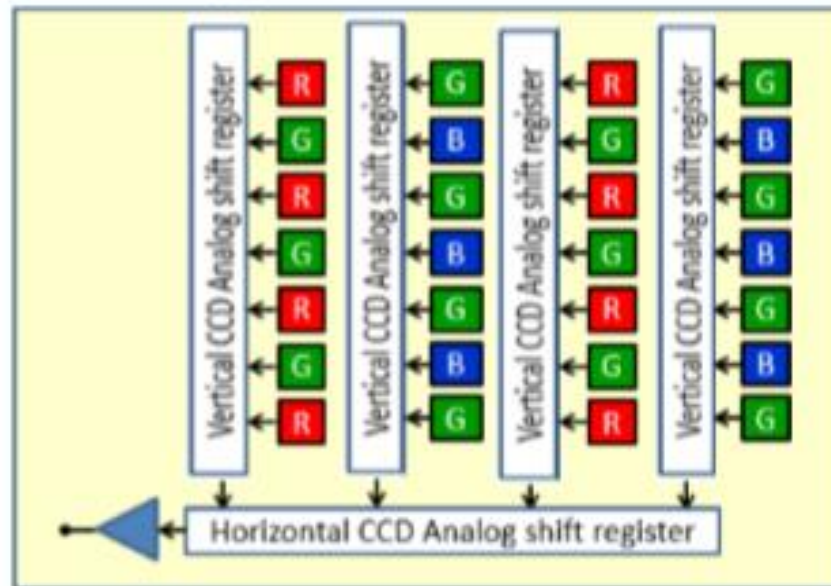 Vertical CCD Analog shift register
R
G
R
G
R
G
R
Vertical CCD Analog shift register
G
B
G
B
G
B
G
Vertical CCD Analog shift register
R
G
R
G
R
G
R
Vertical CCD Analog shift register
G
B
G
B
G
B
G
Horizontal CCD Analog shift register